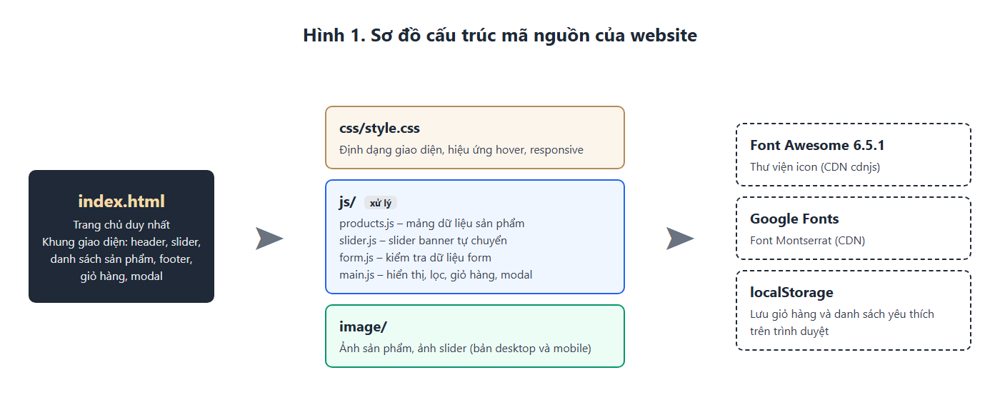 Hình 1. Sơ đồ cấu trúc mã nguồn của website
index.html
Trang chủ duy nhất
Khung giao diện: header, slider,
danh sách sản phẩm, footer,
giỏ hàng, modal
css/style.css
Định dạng giao diện, hiệu ứng hover, responsive
js/ xử lý
products.js – mảng dữ liệu sản phẩm
slider.js – slider banner tự chuyển
form.js – kiểm tra dữ liệu form
main.js – hiển thị, lọc, giỏ hàng, modal
image/
Ảnh sản phẩm, ảnh slider (bản desktop và mobile)
Font Awesome 6.5.1
Thư viện icon (CDN cdnjs)
Google Fonts
Font Montserrat (CDN)
localStorage
Lưu giỏ hàng và danh sách yêu thích
trên trình duyệt